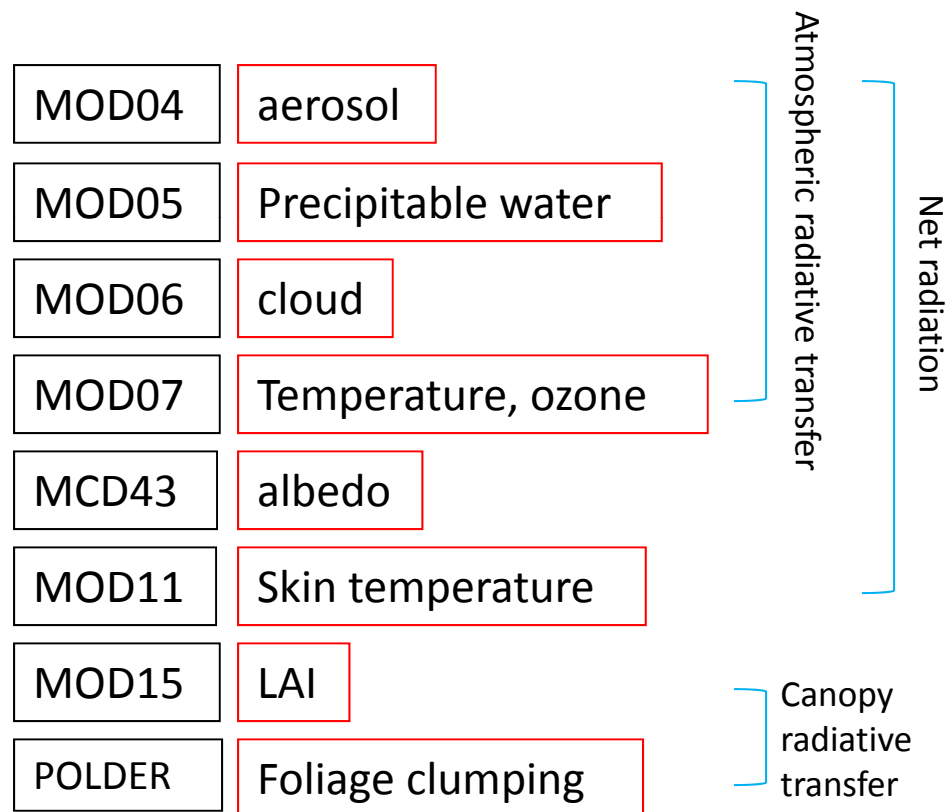 MOD04 aerosol
MOD05 Precipitable water
MOD06 cloud
MOD07 Temperature, ozone
MCD43 albedo
MOD11 Skin temperature
MOD15 LAI
POLDER Foliage clumping
Atmospheric radiative transfer
Net radiation
Canopy
radiative
transfer